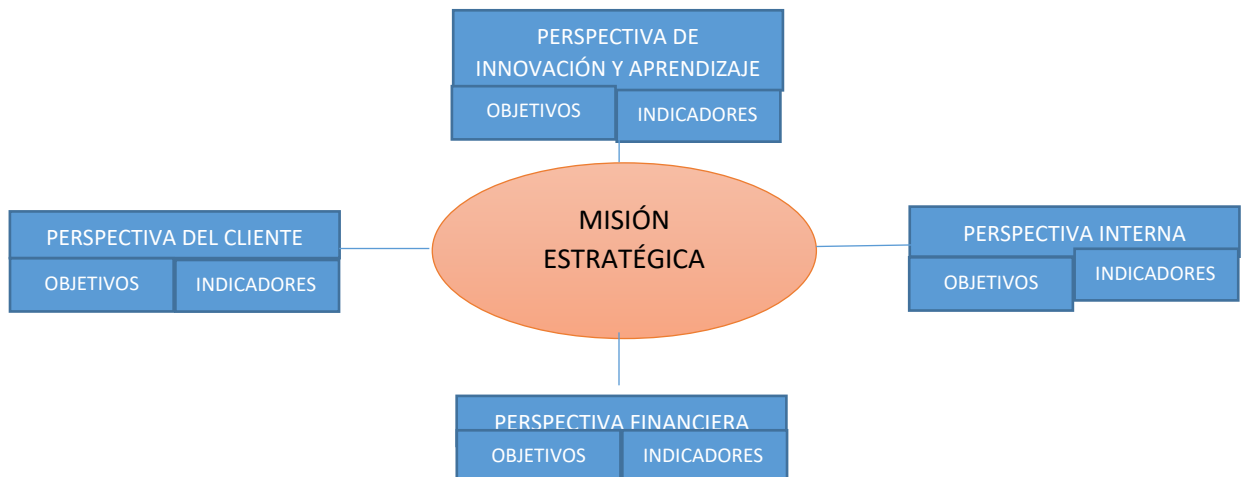 PERSPECTIVA DE
INNOVACIÓN Y APRENDIZAJE
OBJETIVOS
INDICADORES
MISIÓN
ESTRATÉGICA
PERSPECTIVA DEL CLIENTE
OBJETIVOS
INDICADORES
PERSPECTIVA INTERNA
OBJETIVOS
INDICADORES
PERSPECTIVA FINANCIERA
OBJETIVOS
INDICADORES